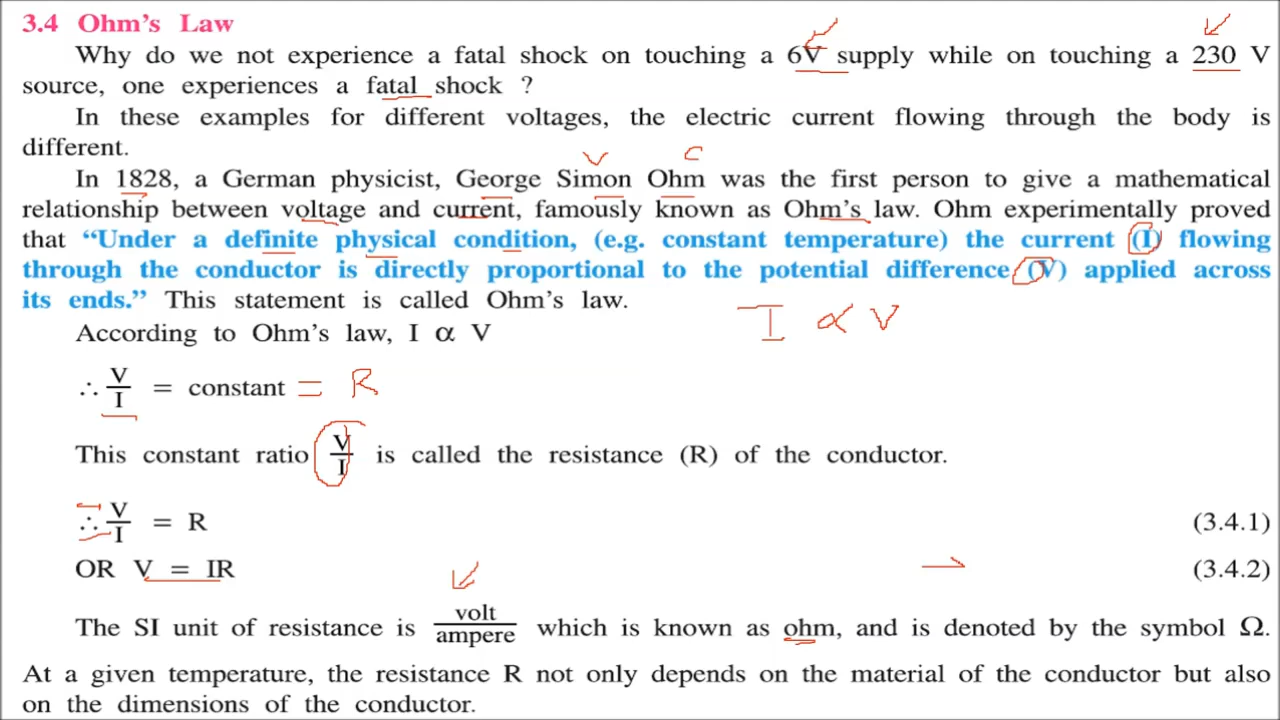 3.4 Ohm's Law
Why do we not experience a fatal shock on touching a 6V supply while on touching a 230 V
source, one experiences a fatal shock ?
In these examples for different voltages, the electric current flowing through the body is
different.
V C
In 1828, a German physicist, George Simon Ohm was the first person to give a mathematical
relationship between voltage and current, famously known as Ohm's law. Ohm experimentally proved
that “Under a definite physical condition, (e.g. constant temperature) the current (I) flowing
through the conductor is directly proportional to the potential difference (V) applied across
its ends.” This statement is called Ohm's law.
I ∝ V
According to Ohm's law, I α V
∴ V/I = constant = R
This constant ratio V/I is called the resistance (R) of the conductor.
∴ V/I = R (3.4.1)
OR V = IR → (3.4.2)
The SI unit of resistance is volt/ampere which is known as ohm, and is denoted by the symbol Ω.
At a given temperature, the resistance R not only depends on the material of the conductor but also
on the dimensions of the conductor.